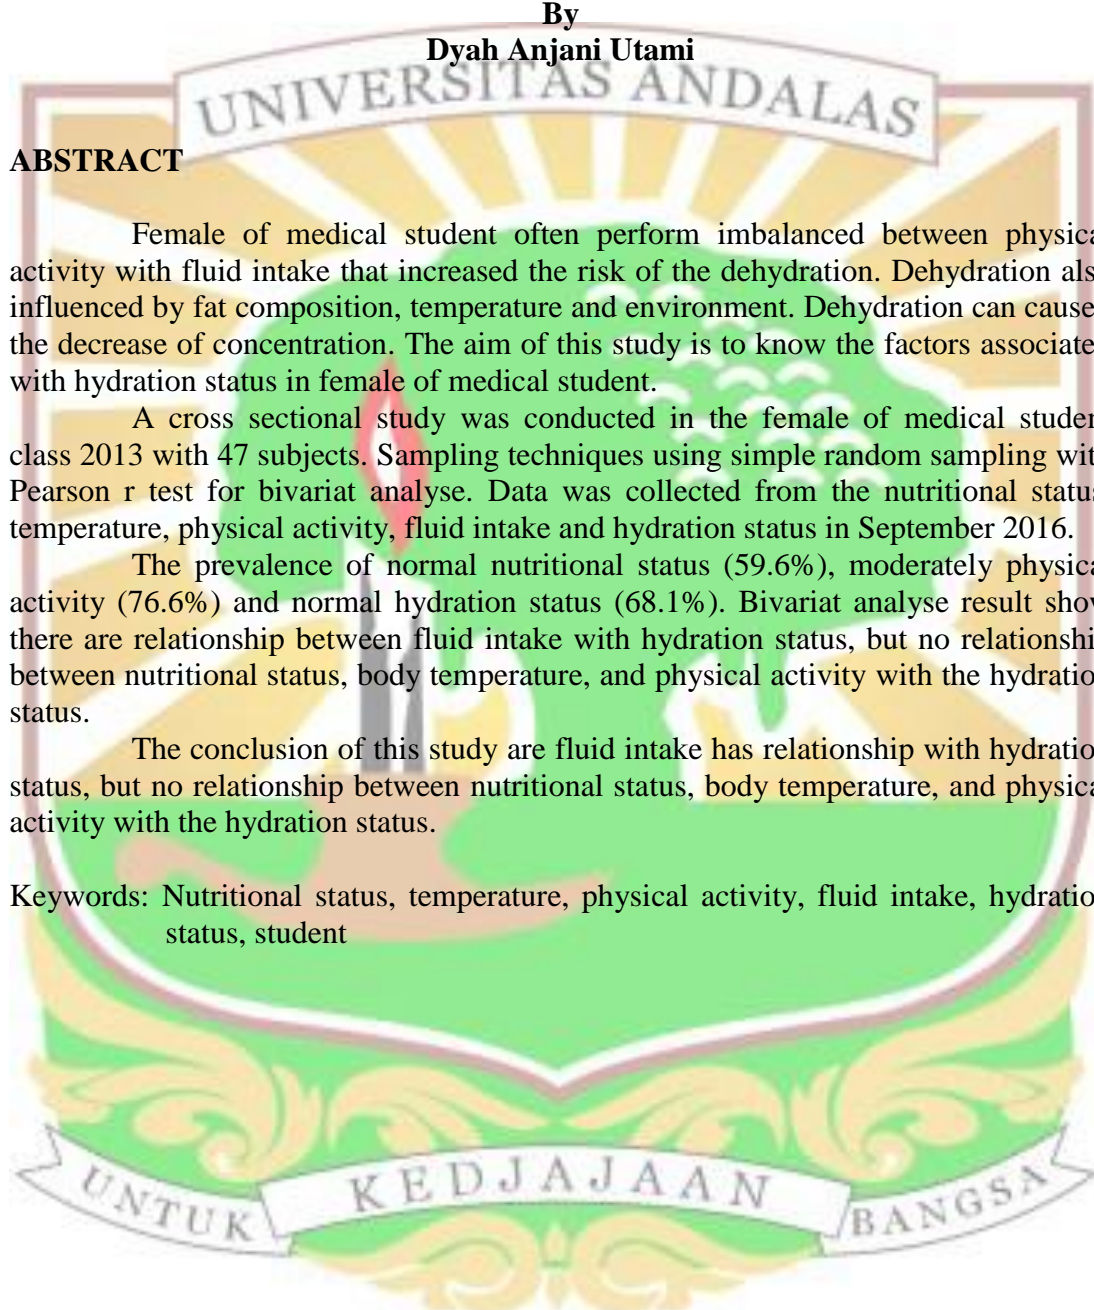 By
Dyah Anjani Utami
UNIVERSITAS ANDALAS
ABSTRACT
Female of medical student often perform imbalanced between physica
activity with fluid intake that increased the risk of the dehydration. Dehydration als
influenced by fat composition, temperature and environment. Dehydration can cause
the decrease of concentration. The aim of this study is to know the factors associate
with hydration status in female of medical student.
A cross sectional study was conducted in the female of medical studen
class 2013 with 47 subjects. Sampling techniques using simple random sampling wit
Pearson r test for bivariat analyse. Data was collected from the nutritional status
temperature, physical activity, fluid intake and hydration status in September 2016.
The prevalence of normal nutritional status (59.6%), moderately physica
activity (76.6%) and normal hydration status (68.1%). Bivariat analyse result show
there are relationship between fluid intake with hydration status, but no relationshi
between nutritional status, body temperature, and physical activity with the hydratio
status.
The conclusion of this study are fluid intake has relationship with hydratio
status, but no relationship between nutritional status, body temperature, and physica
activity with the hydration status.
Keywords: Nutritional status, temperature, physical activity, fluid intake, hydratio
status, student
UNTUK KEDJAJAAN BANGSA